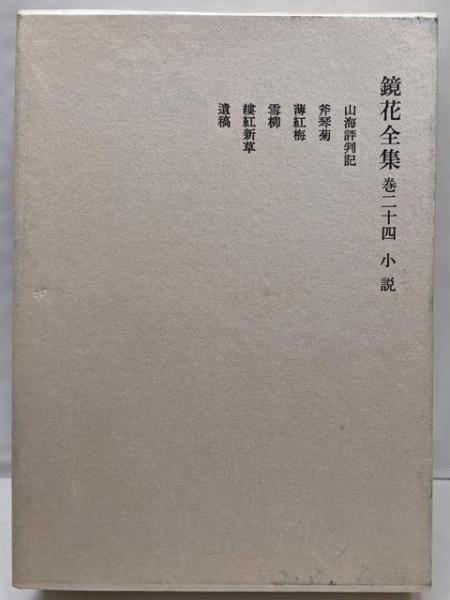 鏡花全集 巻二十四 小説
山海評判記
斧琴菊
薄紅梅
雪柳
縷紅新草
遺稿